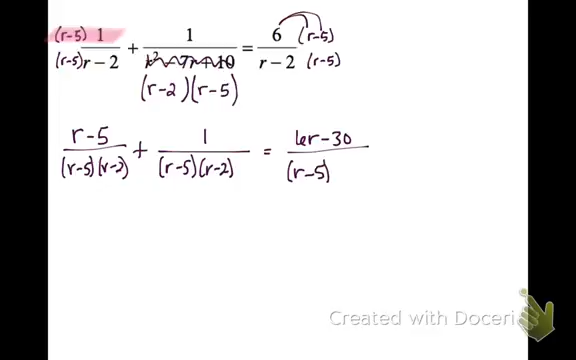 (r-5) 1 + 1 = 6 (r-5)
(r-5) r − 2 r² − 7r + 10 r − 2 (r-5)
(r-2)(r-5)
r-5 + 1 = 6r-30
(r-5)(r-2) (r-5)(r-2) (r-5)
Created with Doceri